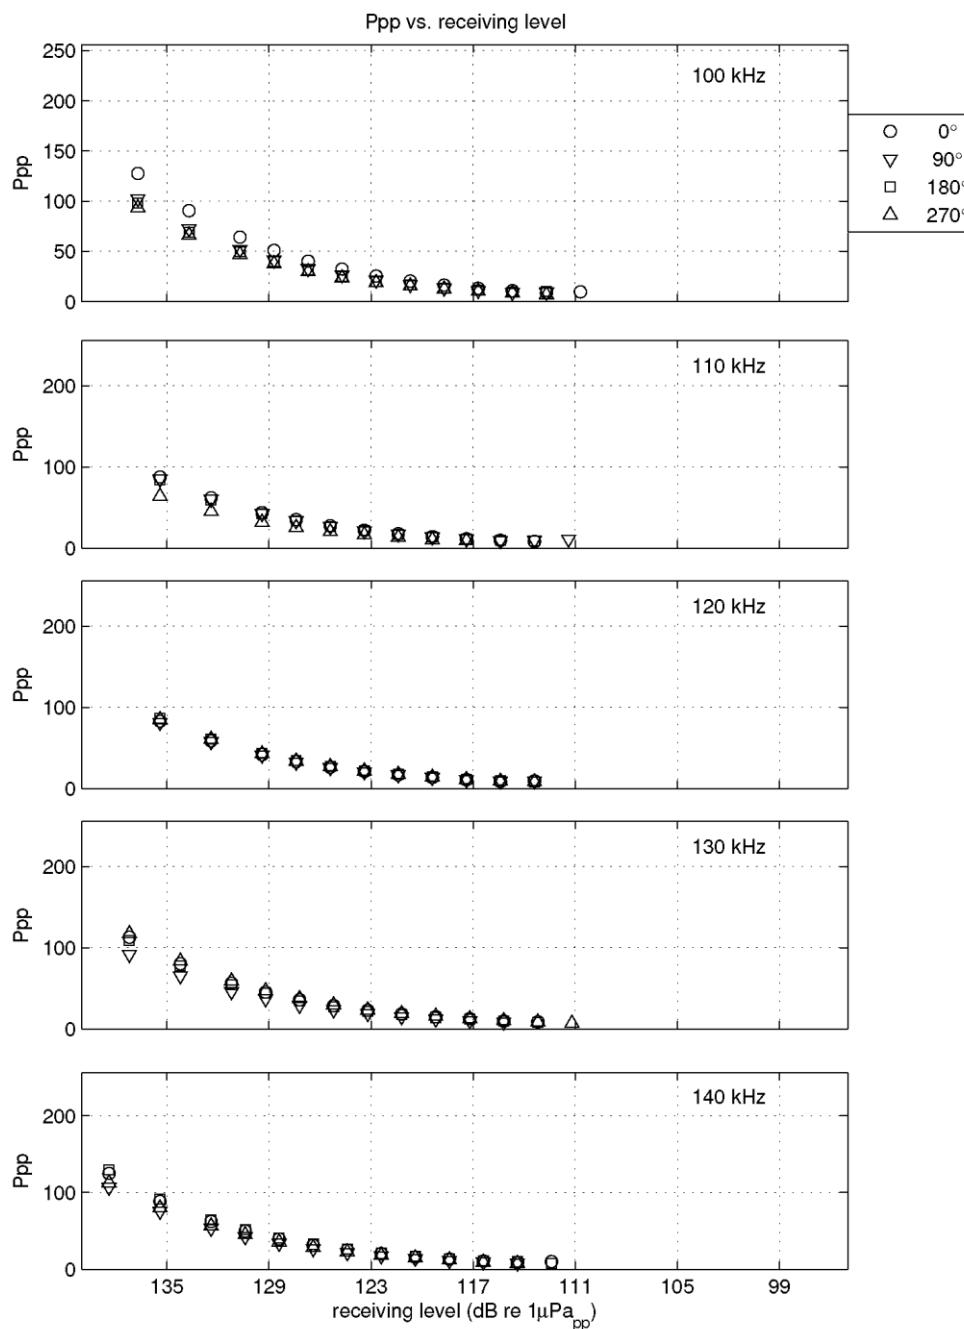 Ppp vs. receiving level
250
200
150
100
50
0
Ppp
100 kHz
0°
90°
180°
270°
200
100
0
Ppp
110 kHz
200
100
0
Ppp
120 kHz
200
100
0
Ppp
130 kHz
200
100
0
Ppp
140 kHz
135 129 123 117 111 105 99
receiving level (dB re 1μPa_pp)